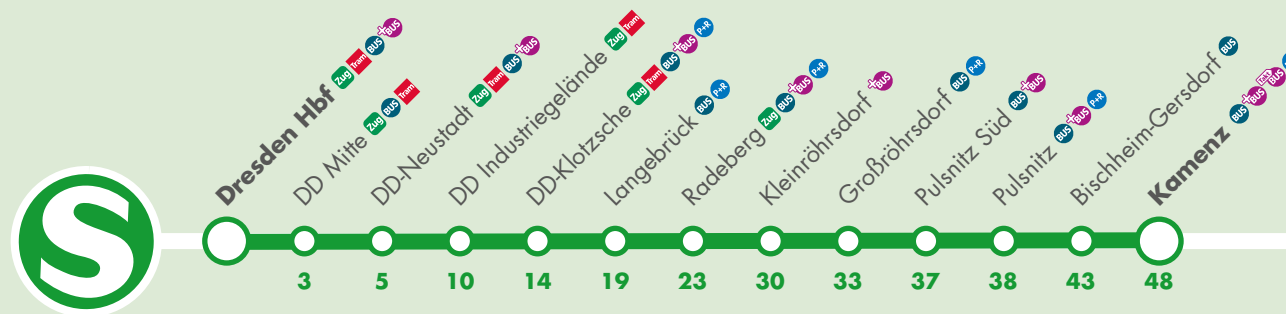 S
Dresden Hbf Zug Tram BUS +BUS
DD Mitte Zug BUS Tram
DD-Neustadt Zug Tram BUS +BUS
DD Industriegelände Zug Tram
DD-Klotzsche Zug Tram BUS +BUS P+R
Langebrück BUS P+R
Radeberg Zug BUS +BUS P+R
Kleinröhrsdorf +BUS
Großröhrsdorf BUS P+R
Pulsnitz Süd BUS +BUS
Pulsnitz BUS +BUS P+R
Bischheim-Gersdorf BUS
Kamenz BUS +BUS BUS
3 5 10 14 19 23 30 33 37 38 43 48